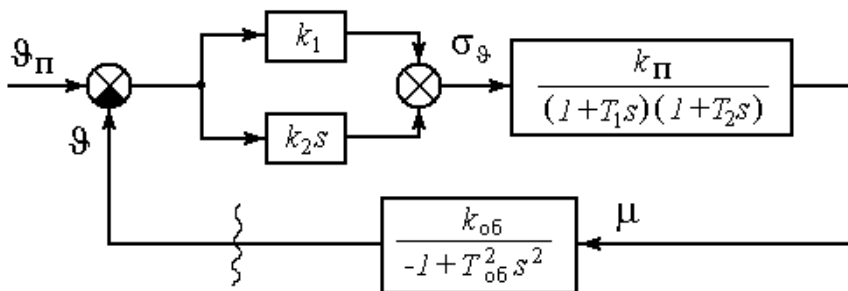 ϑП
k1
σϑ
kП
(1+T1s)(1+T2s)
ϑ
k2s
kоб
-1+T²обs²
μ